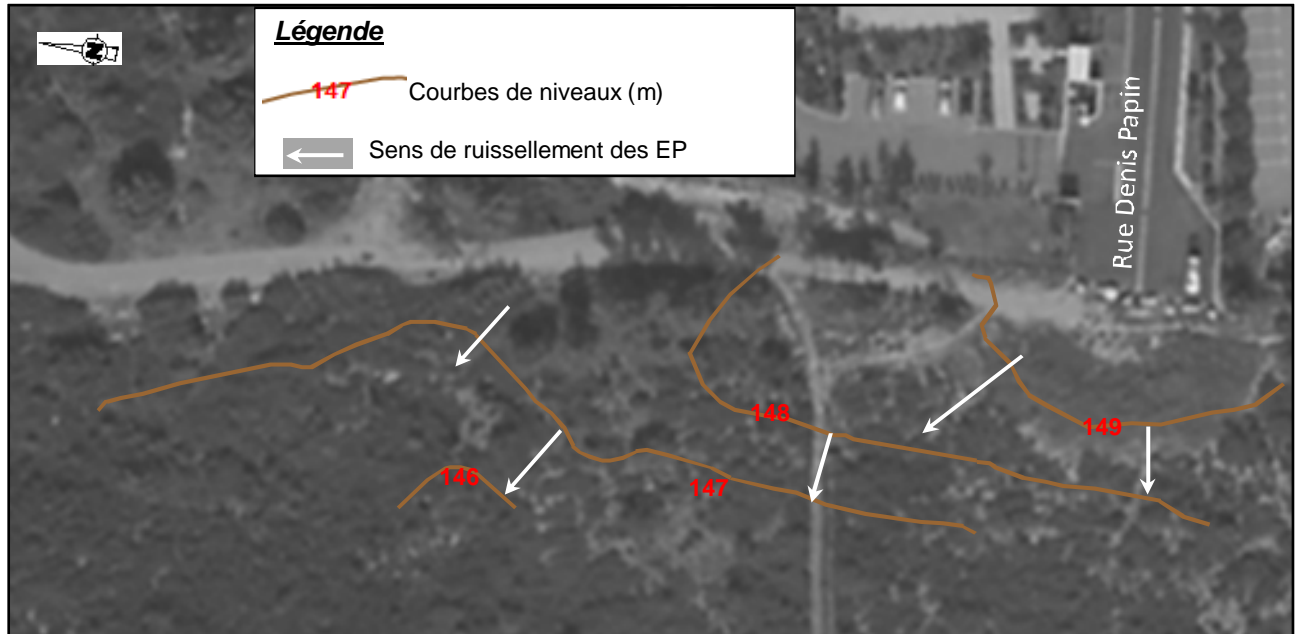 Légende
147
Courbes de niveaux (m)
Sens de ruissellement des EP
N
Rue Denis Papin
148
149
146
147